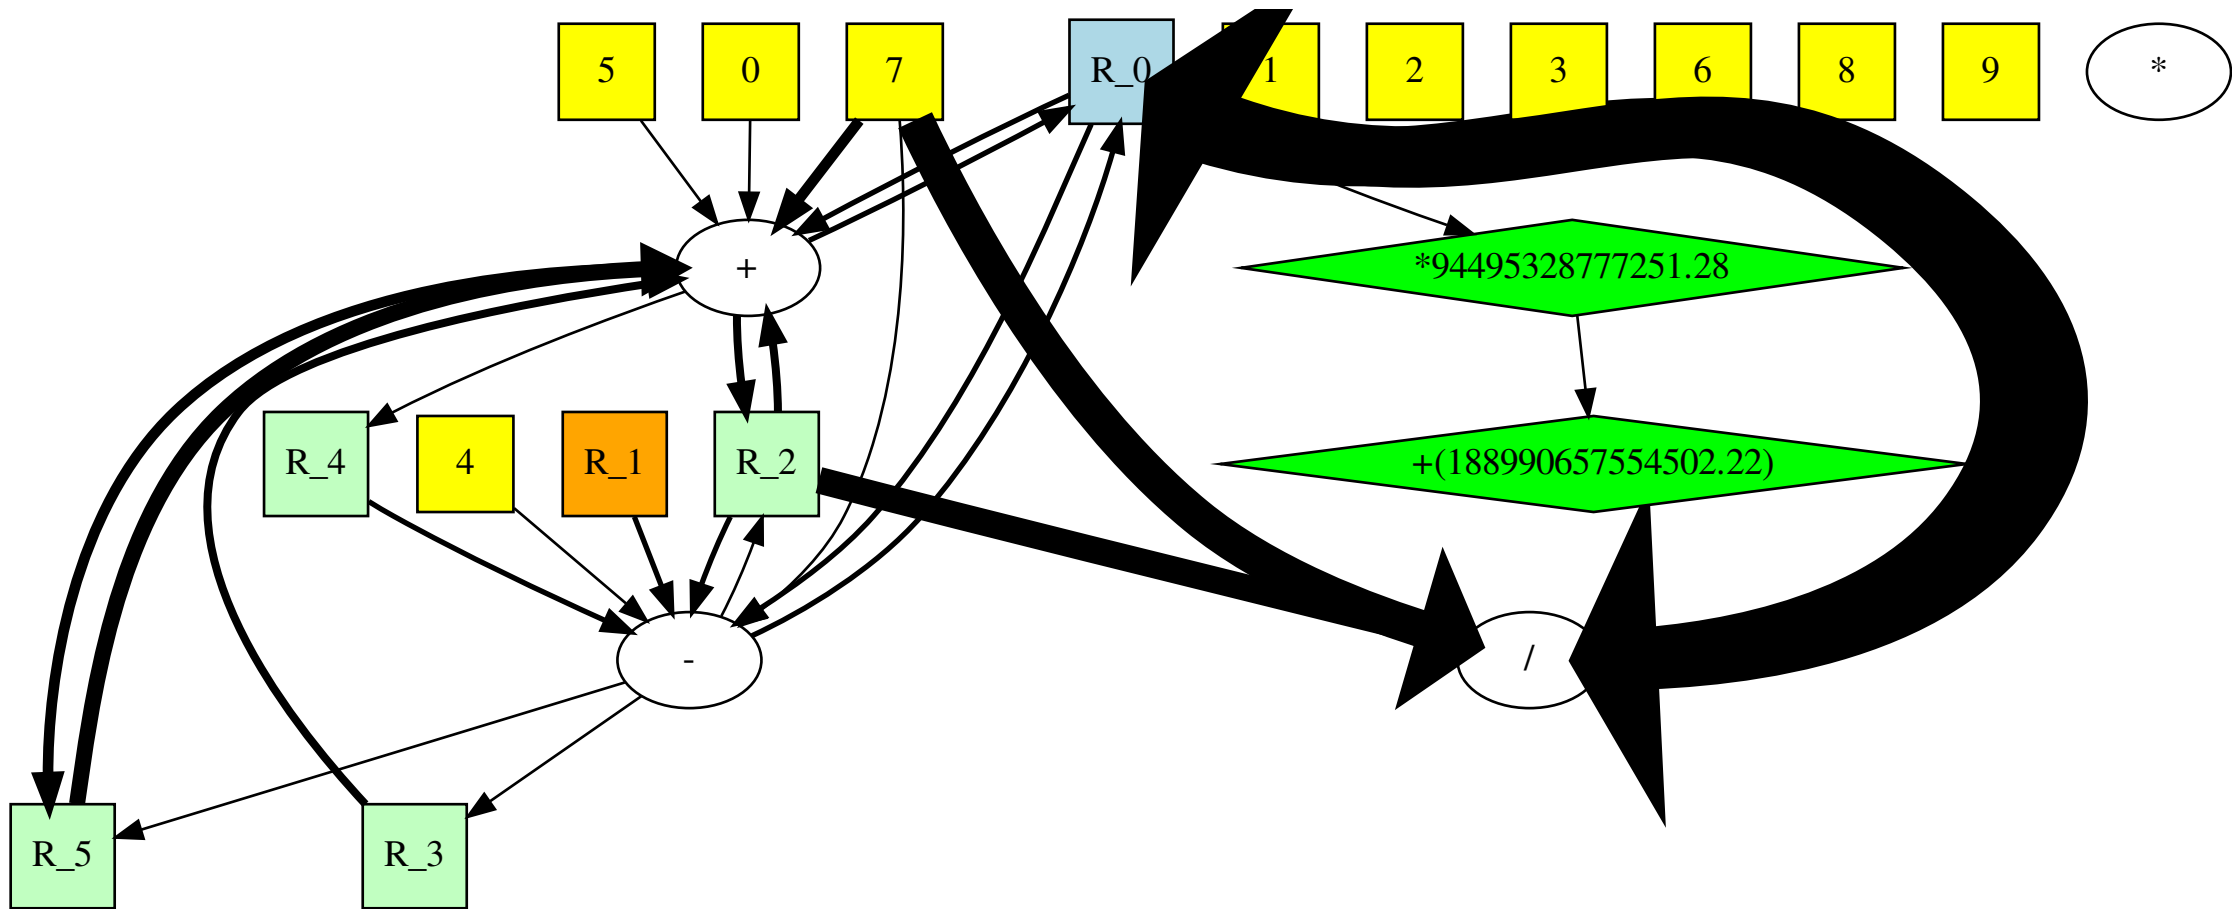 5
0
7
R_0
1
2
3
6
8
9
*
+
*94495328777251.28
R_4
4
R_1
R_2
+(188990657554502.22)
-
/
R_5
R_3